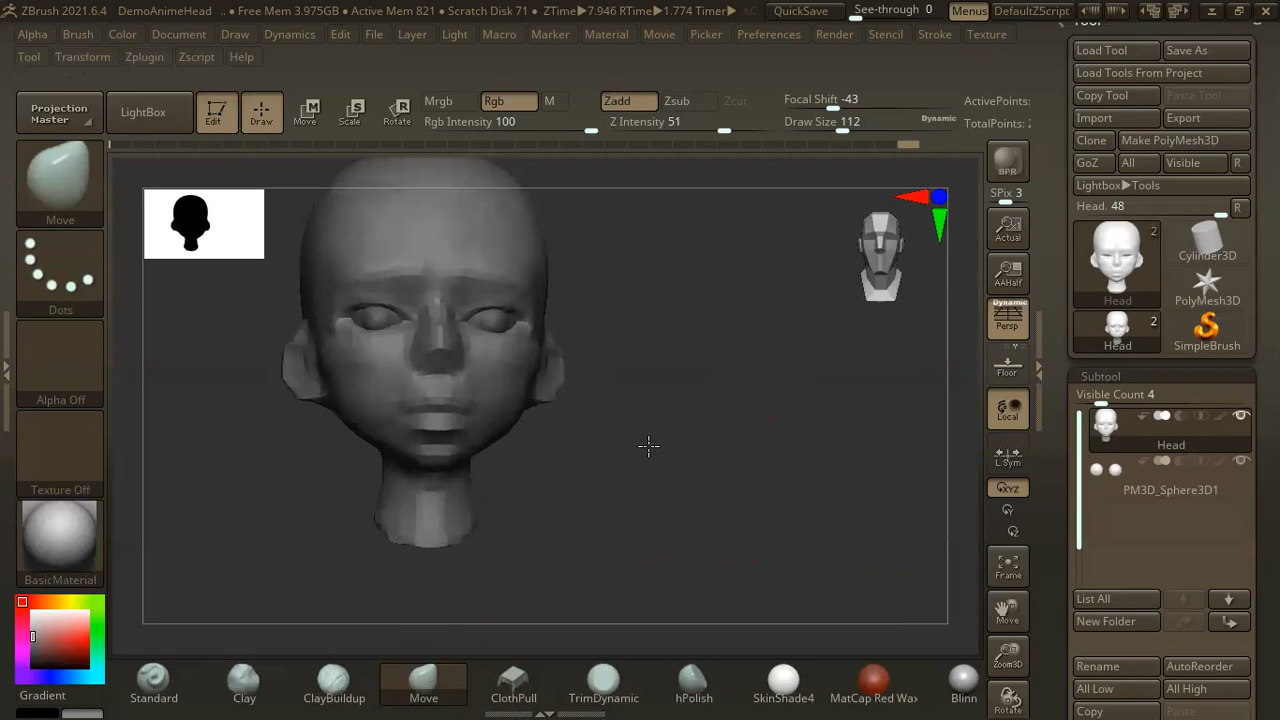 ZBrush 2021.6.4 DemoAnimeHead .. • Free Mem 3.975GB • Active Mem 821 • Scratch Disk 71 • ZTime▶7.946 RTime▶1.774 Timer▶ AC QuickSave See-through 0 Menus DefaultZScript
Alpha Brush Color Document Draw Dynamics Edit File Layer Light Macro Marker Material Movie Picker Preferences Render Stencil Stroke Texture
Tool Transform Zplugin Zscript Help
Projection Master
LightBox
Edit
Draw
Move
Scale
Rotate
Mrgb Rgb M
Rgb Intensity 100
Zadd Zsub Zcut
Z Intensity 51
Focal Shift -43
Draw Size 112
Dynamic
ActivePoints:
TotalPoints: 2
Move
Dots
Alpha Off
Texture Off
BasicMaterial
Gradient
BPR
SPix 3
Actual
AAHalf
Dynamic
Persp
Floor
Local
L.Sym
XYZ
Y
Z
Frame
Move
Zoom3D
Rotate
Standard Clay ClayBuildup Move ClothPull TrimDynamic hPolish SkinShade4 MatCap Red Wax Blinn
Load Tool Save As
Load Tools From Project
Copy Tool Paste Tool
Import Export
Clone Make PolyMesh3D
GoZ All Visible R
Lightbox▶Tools
Head. 48 R
2
Head
Cylinder3D
PolyMesh3D
2
Head
SimpleBrush
Subtool
Visible Count 4
Head
PM3D_Sphere3D1
List All
New Folder
Rename AutoReorder
All Low All High
Copy Paste